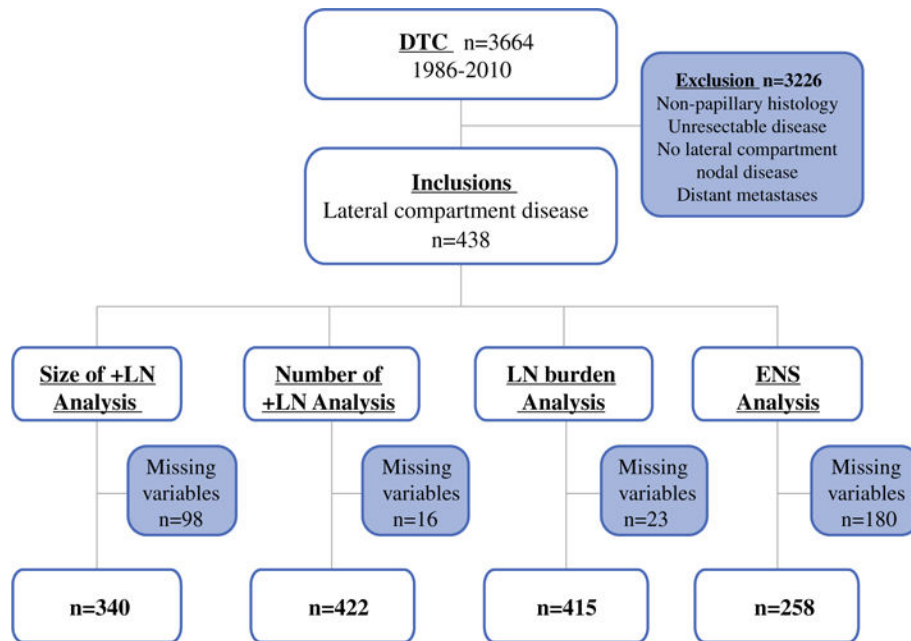 DTC n=3664
1986-2010
Exclusion n=3226
Non-papillary histology
Unresectable disease
No lateral compartment
nodal disease
Distant metastases
Inclusions
Lateral compartment disease
n=438
Size of +LN
Analysis
Number of
+LN Analysis
LN burden
Analysis
ENS
Analysis
Missing
variables
n=98
Missing
variables
n=16
Missing
variables
n=23
Missing
variables
n=180
n=340
n=422
n=415
n=258